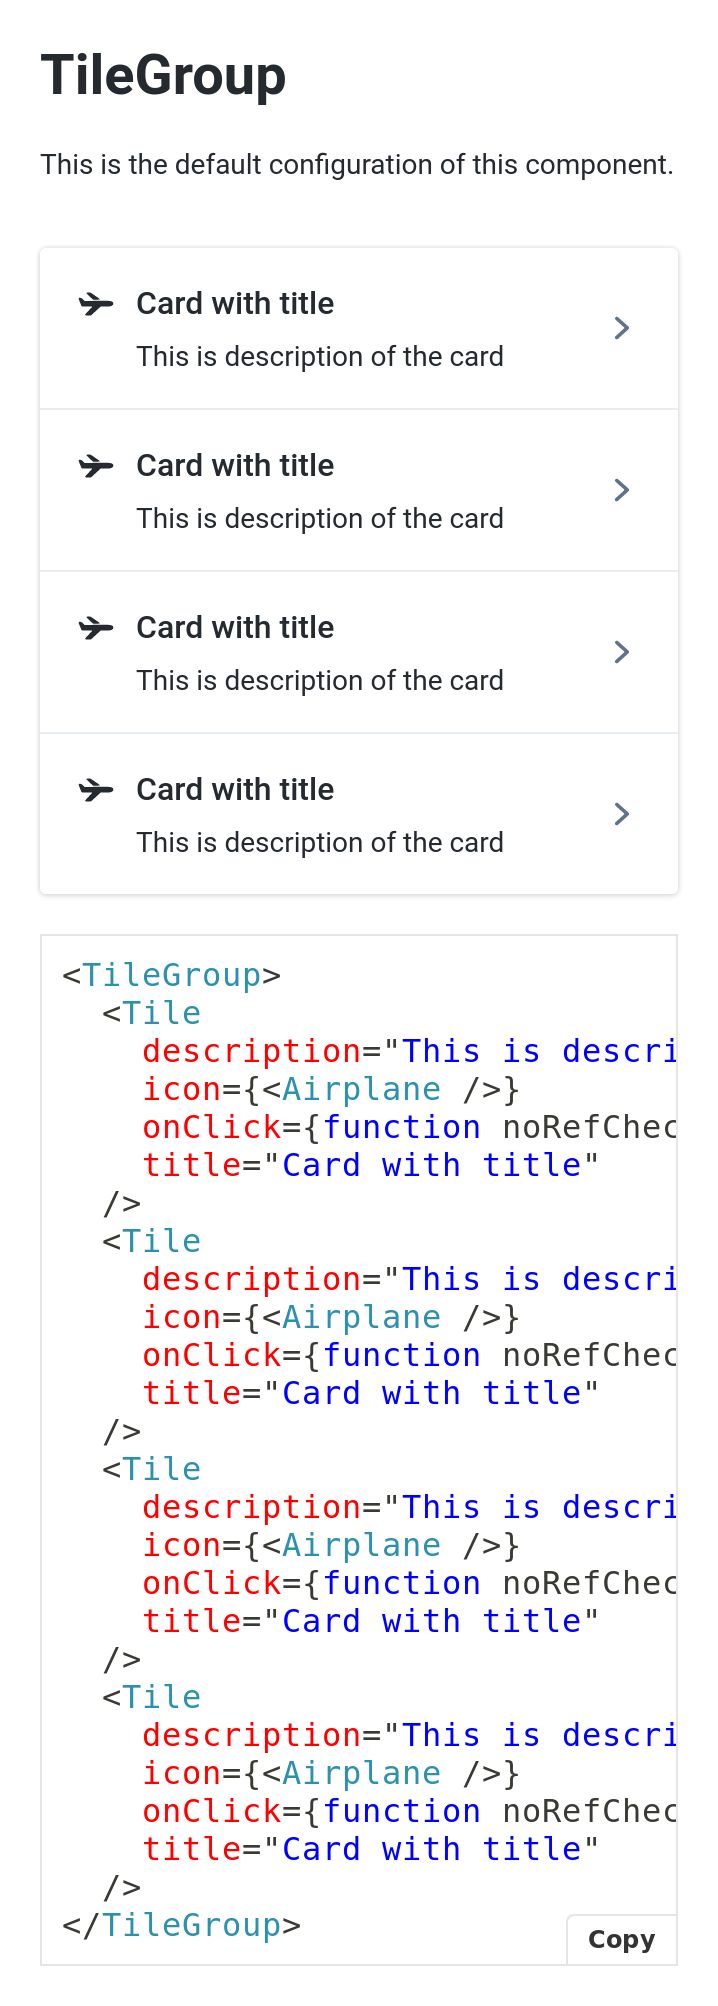 TileGroup
This is the default configuration of this component.
Card with title
This is description of the card
Card with title
This is description of the card
Card with title
This is description of the card
Card with title
This is description of the card
<TileGroup>
  <Tile
    description="This is descri
    icon={<Airplane />}
    onClick={function noRefChec
    title="Card with title"
  />
  <Tile
    description="This is descri
    icon={<Airplane />}
    onClick={function noRefChec
    title="Card with title"
  />
  <Tile
    description="This is descri
    icon={<Airplane />}
    onClick={function noRefChec
    title="Card with title"
  />
  <Tile
    description="This is descri
    icon={<Airplane />}
    onClick={function noRefChec
    title="Card with title"
  />
</TileGroup>
Copy